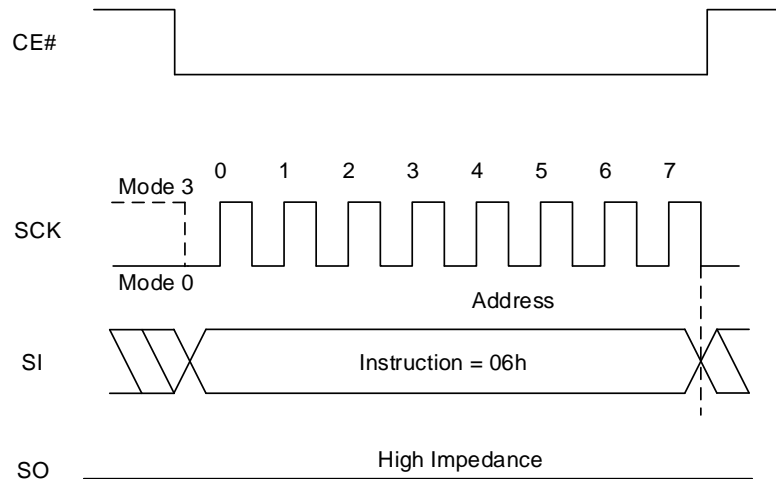 CE#
0 1 2 3 4 5 6 7
Mode 3
SCK
Mode 0
Address
SI
Instruction = 06h
High Impedance
SO